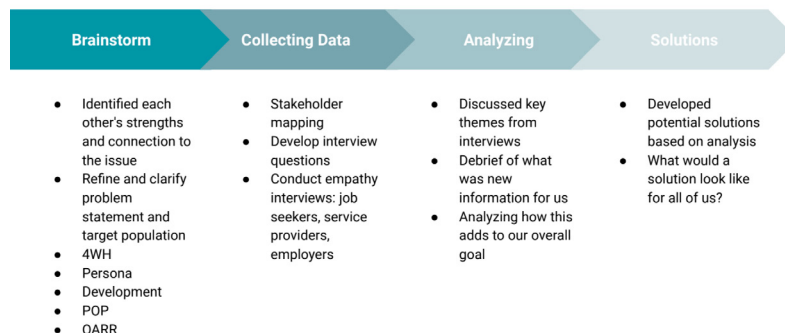 Brainstorm
Collecting Data
Analyzing
Solutions
● Identified each
other's strengths
and connection to
the issue
● Refine and clarify
problem
statement and
target population
● 4WH
● Persona
● Development
● POP
● OARR
● Stakeholder
mapping
● Develop interview
questions
● Conduct empathy
interviews: job
seekers, service
providers,
employers
● Discussed key
themes from
interviews
● Debrief of what
was new
information for us
● Analyzing how this
adds to our overall
goal
● Developed
potential solutions
based on analysis
● What would a
solution look like
for all of us?